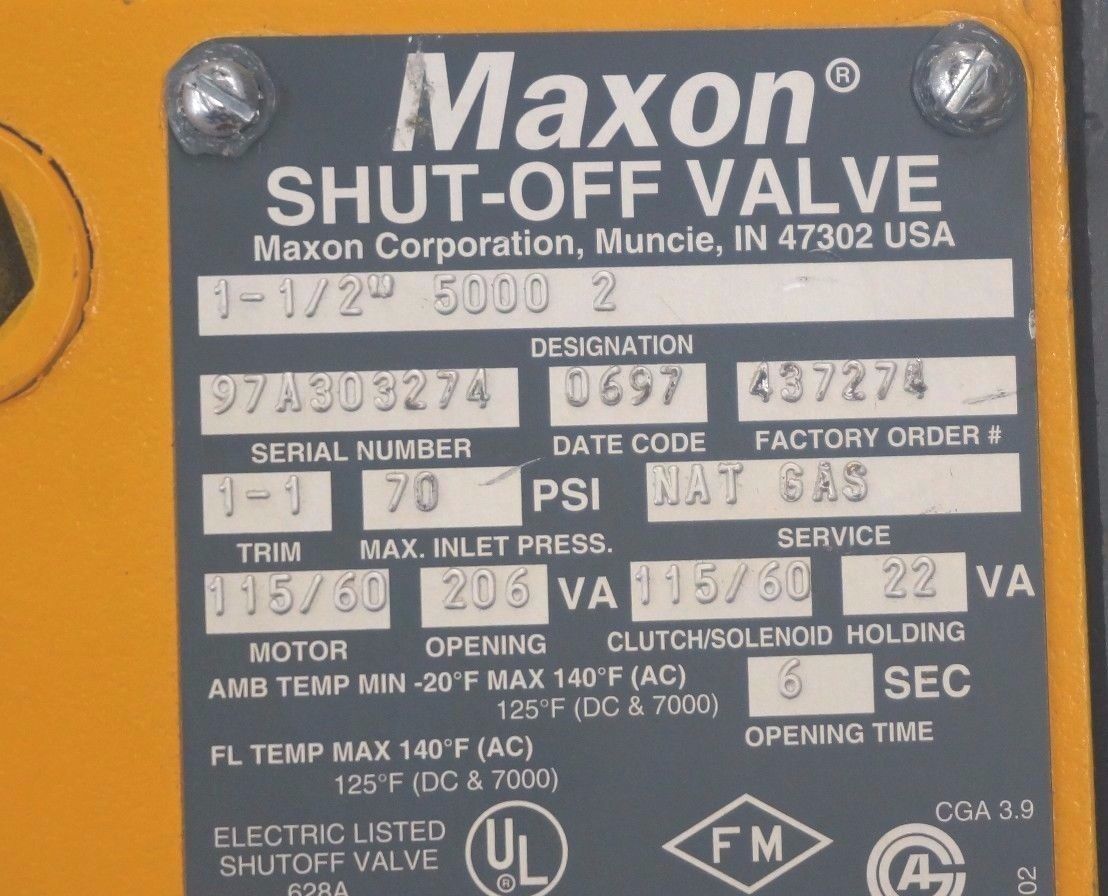 Maxon®
SHUT-OFF VALVE
Maxon Corporation, Muncie, IN 47302 USA
1-1/2" 5000 2
DESIGNATION
97A303274 0697 437274
SERIAL NUMBER DATE CODE FACTORY ORDER #
1-1 70 PSI NAT GAS
TRIM MAX. INLET PRESS. SERVICE
115/60 206 VA 115/60 22 VA
MOTOR OPENING CLUTCH/SOLENOID HOLDING
AMB TEMP MIN -20°F MAX 140°F (AC) 6 SEC
125°F (DC & 7000)
OPENING TIME
FL TEMP MAX 140°F (AC)
125°F (DC & 7000)
CGA 3.9
ELECTRIC LISTED
SHUTOFF VALVE
628A
UL ®
FM
02